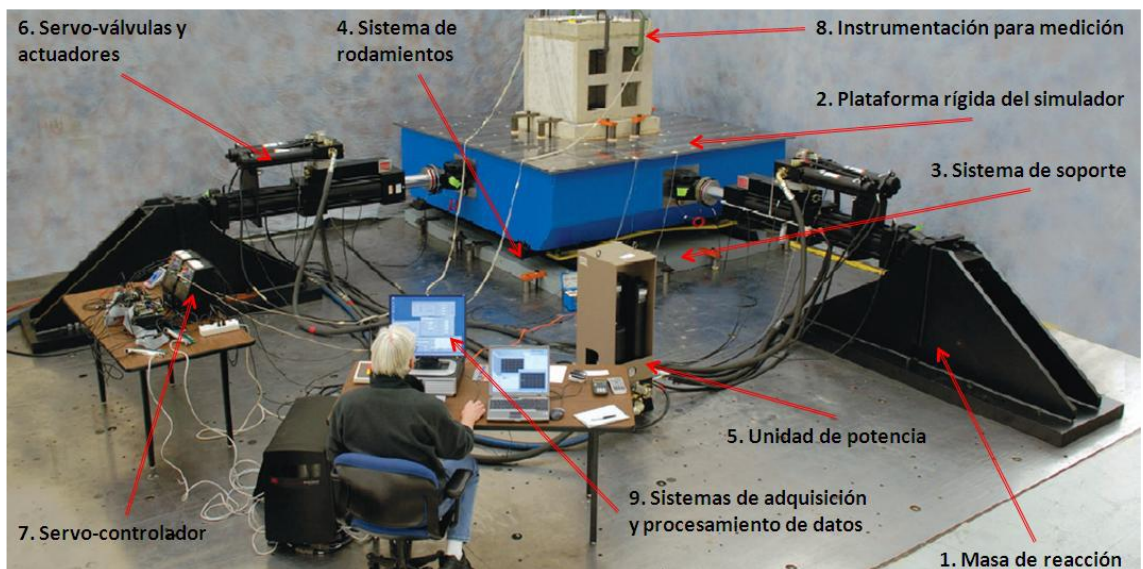 6. Servo-válvulas y
actuadores
4. Sistema de
rodamientos
8. Instrumentación para medición
2. Plataforma rígida del simulador
3. Sistema de soporte
5. Unidad de potencia
9. Sistemas de adquisición
y procesamiento de datos
7. Servo-controlador
1. Masa de reacción